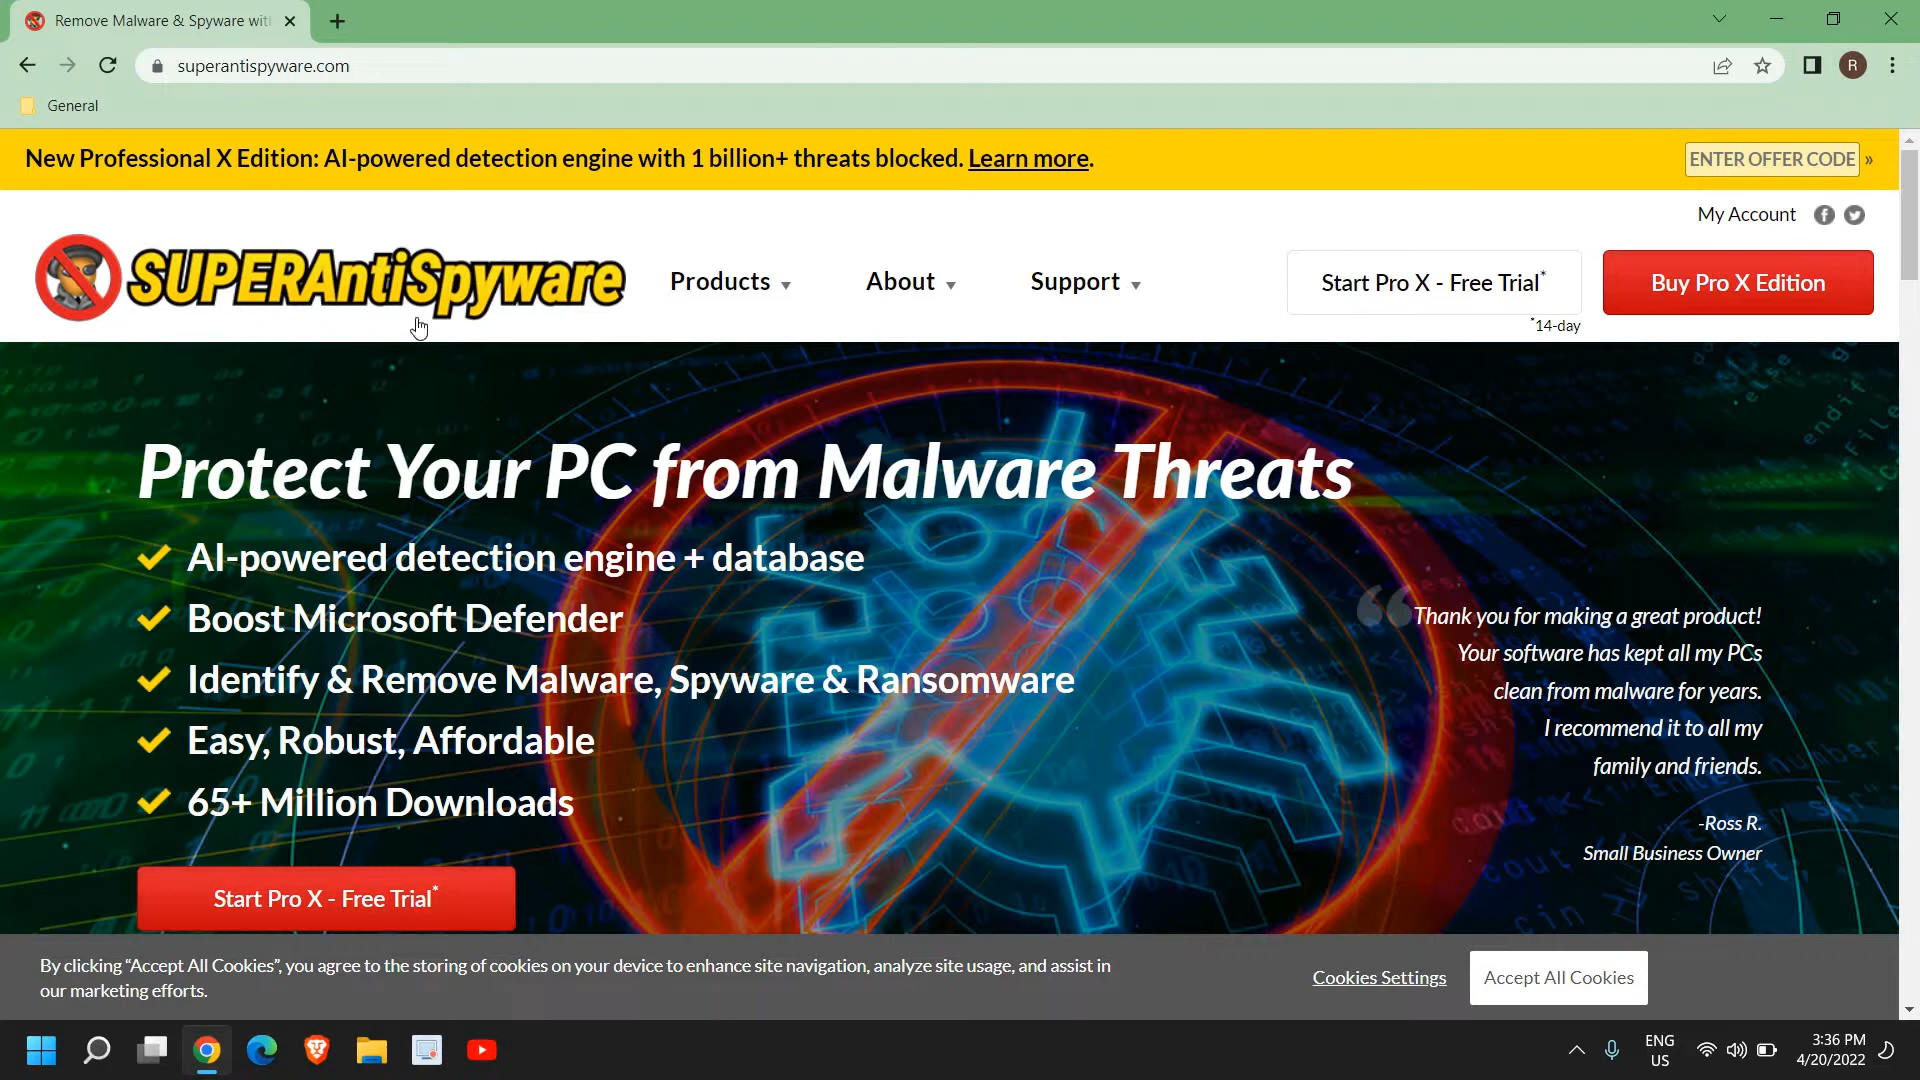 Remove Malware & Spyware wit
superantispyware.com
R
General
New Professional X Edition: AI-powered detection engine with 1 billion+ threats blocked. Learn more.
ENTER OFFER CODE »
My Account
SUPERAntiSpyware
Products
About
Support
Start Pro X - Free Trial*
*14-day
Buy Pro X Edition
Protect Your PC from Malware Threats
AI-powered detection engine + database
Boost Microsoft Defender
Identify & Remove Malware, Spyware & Ransomware
Easy, Robust, Affordable
65+ Million Downloads
Start Pro X - Free Trial*
“Thank you for making a great product!
Your software has kept all my PCs
clean from malware for years.
I recommend it to all my
family and friends.
-Ross R.
Small Business Owner
By clicking “Accept All Cookies”, you agree to the storing of cookies on your device to enhance site navigation, analyze site usage, and assist in
our marketing efforts.
Cookies Settings
Accept All Cookies
ENG
US
3:36 PM
4/20/2022